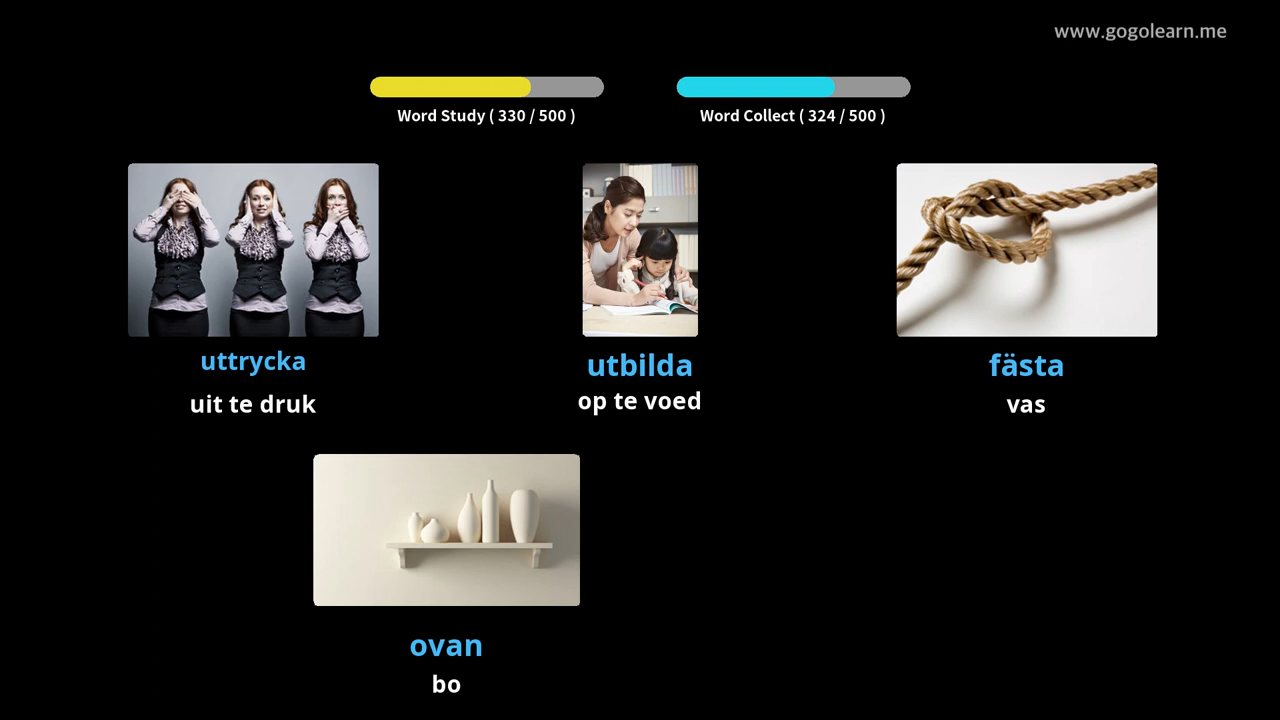 www.gogolearn.me
Word Study ( 330 / 500 )
Word Collect ( 324 / 500 )
uttrycka
uit te druk
utbilda
op te voed
fästa
vas
ovan
bo